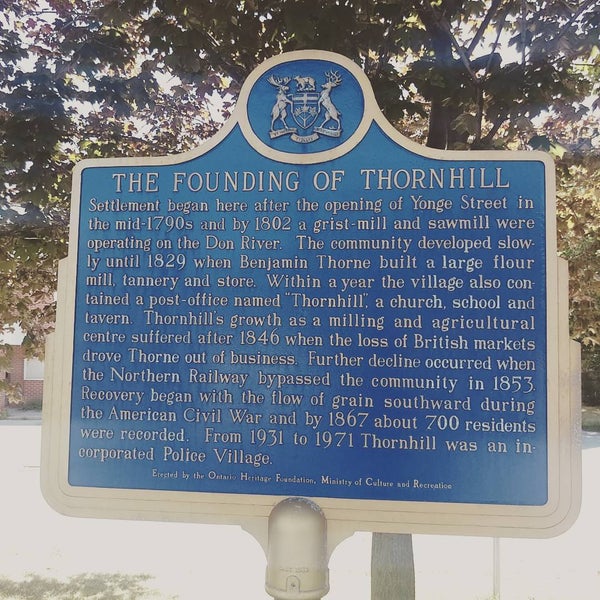 THE FOUNDING OF THORNHILL
Settlement began here after the opening of Yonge Street in
the mid-1790s and by 1802 a grist-mill and sawmill were
operating on the Don River. The community developed slow-
ly until 1829 when Benjamin Thorne built a large flour
mill, tannery and store. Within a year the village also con-
tained a post-office named "Thornhill", a church, school and
tavern. Thornhill's growth as a milling and agricultural
centre suffered after 1846 when the loss of British markets
drove Thorne out of business. Further decline occurred when
the Northern Railway bypassed the community in 1853.
Recovery began with the flow of grain southward during
the American Civil War and by 1867 about 700 residents
were recorded. From 1931 to 1971 Thornhill was an in-
corporated Police Village.
Erected by the Ontario Heritage Foundation, Ministry of Culture and Recreation